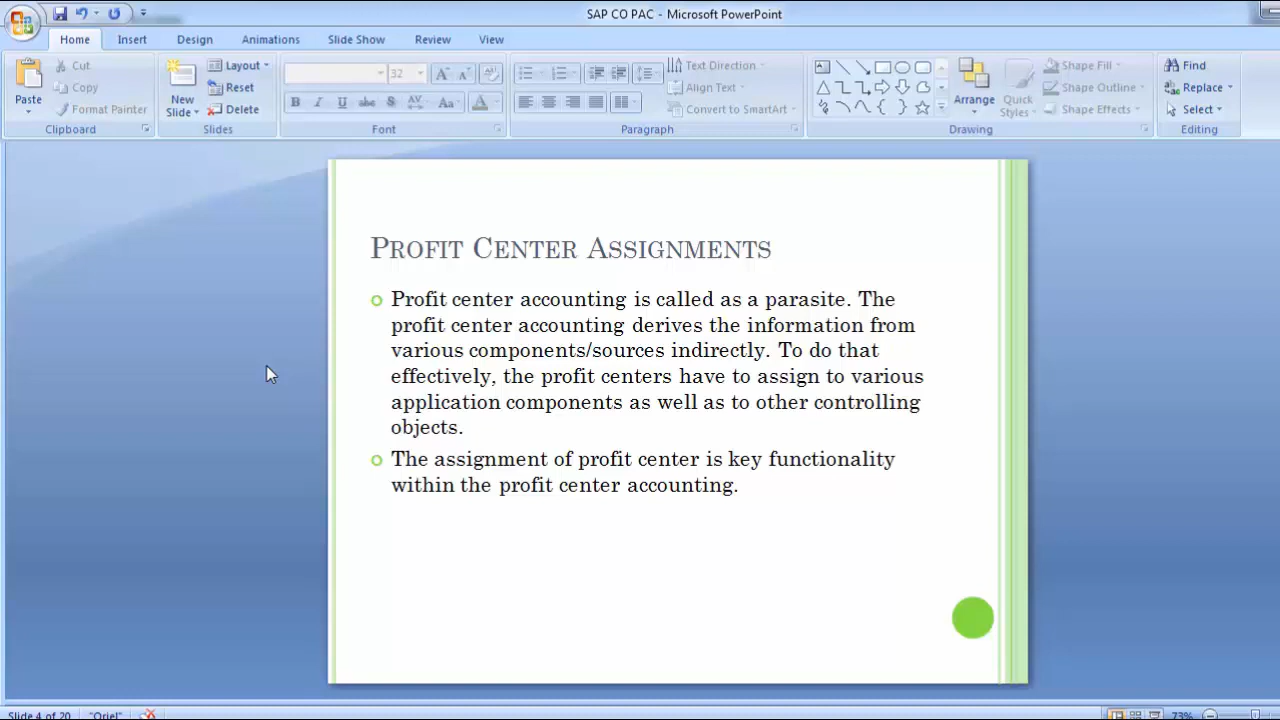 SAP CO PAC - Microsoft PowerPoint
Home Insert Design Animations Slide Show Review View
Paste Cut Copy Format Painter
Clipboard
New Slide Layout Reset Delete
Slides
32
B I U abc S AV Aa A
Font
Text Direction
Align Text
Convert to SmartArt
Paragraph
Arrange Quick Styles Shape Fill Shape Outline Shape Effects
Drawing
Find
Replace
Select
Editing
PROFIT CENTER ASSIGNMENTS
Profit center accounting is called as a parasite. The
profit center accounting derives the information from
various components/sources indirectly. To do that
effectively, the profit centers have to assign to various
application components as well as to other controlling
objects.
The assignment of profit center is key functionality
within the profit center accounting.
Slide 4 of 20 "Oriel" 73%